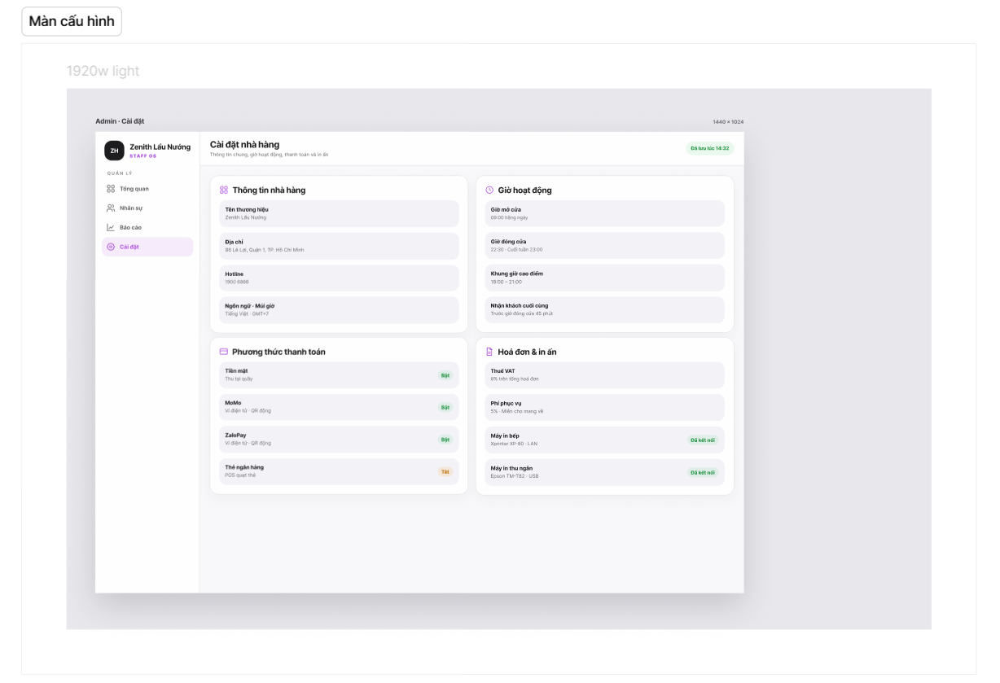 Màn cấu hình
1920w light
Admin · Cài đặt
1440 × 1024
ZH
Zenith Lẩu Nướng
STAFF OS
QUẢN LÝ
Tổng quan
Nhân sự
Báo cáo
Cài đặt
Cài đặt nhà hàng
Thông tin chung, giờ hoạt động, thanh toán và in ấn
Đã lưu lúc 14:32
Thông tin nhà hàng
Tên thương hiệu
Zenith Lẩu Nướng
Địa chỉ
86 Lê Lợi, Quận 1, TP. Hồ Chí Minh
Hotline
1900 6868
Ngôn ngữ · Múi giờ
Tiếng Việt · GMT+7
Giờ hoạt động
Giờ mở cửa
09:00 hằng ngày
Giờ đóng cửa
22:30 · Cuối tuần 23:00
Khung giờ cao điểm
18:00 – 21:00
Nhận khách cuối cùng
Trước giờ đóng cửa 45 phút
Phương thức thanh toán
Tiền mặt
Thu tại quầy
Bật
MoMo
Ví điện tử · QR động
Bật
ZaloPay
Ví điện tử · QR động
Bật
Thẻ ngân hàng
POS quẹt thẻ
Tắt
Hoá đơn & in ấn
Thuế VAT
8% trên tổng hoá đơn
Phí phục vụ
5% · Miễn cho mang về
Máy in bếp
Xprinter XP-80 · LAN
Đã kết nối
Máy in thu ngân
Epson TM-T82 · USB
Đã kết nối